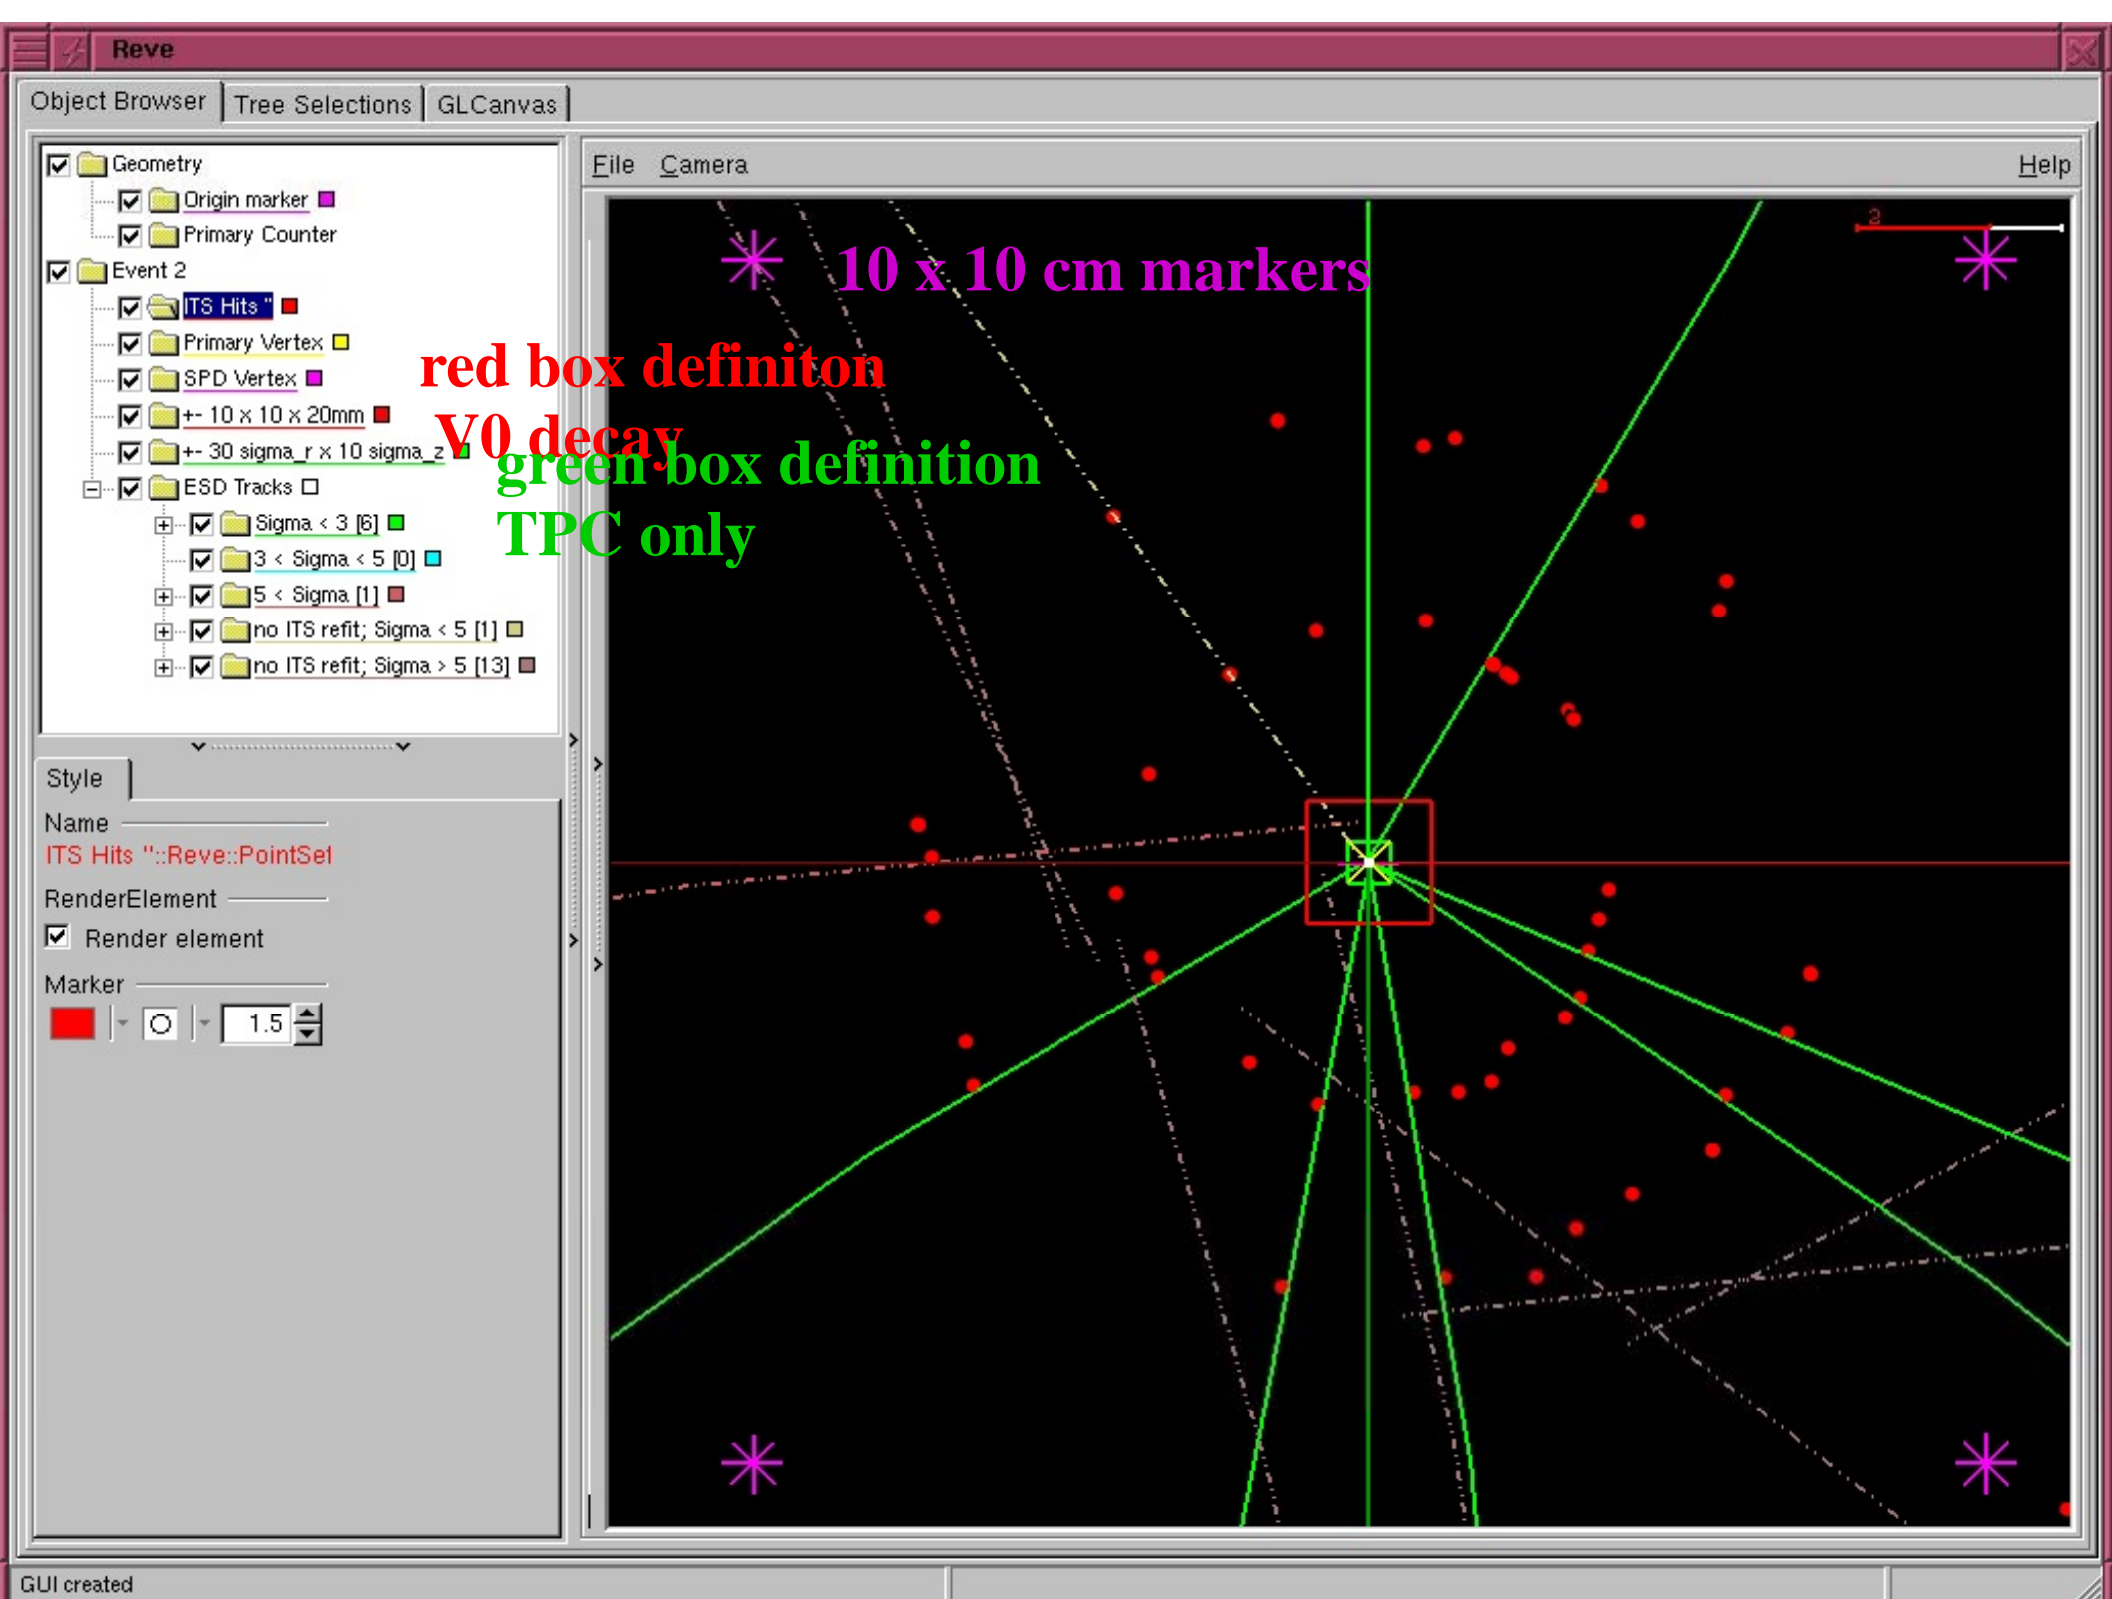 Reve
Object Browser
Tree Selections
GLCanvas
Geometry
Origin marker
Primary Counter
Event 2
ITS Hits "
Primary Vertex
SPD Vertex
+- 10 x 10 x 20mm
+- 30 sigma_r x 10 sigma_z
ESD Tracks
Sigma < 3 [6]
3 < Sigma < 5 [0]
5 < Sigma [1]
no ITS refit; Sigma < 5 [1]
no ITS refit; Sigma > 5 [13]
File Camera Help
2
10 x 10 cm markers
red box definiton
V0 decay
green box definition
TPC only
Style
Name
ITS Hits "::Reve::PointSet
RenderElement
Render element
Marker
1.5
GUI created